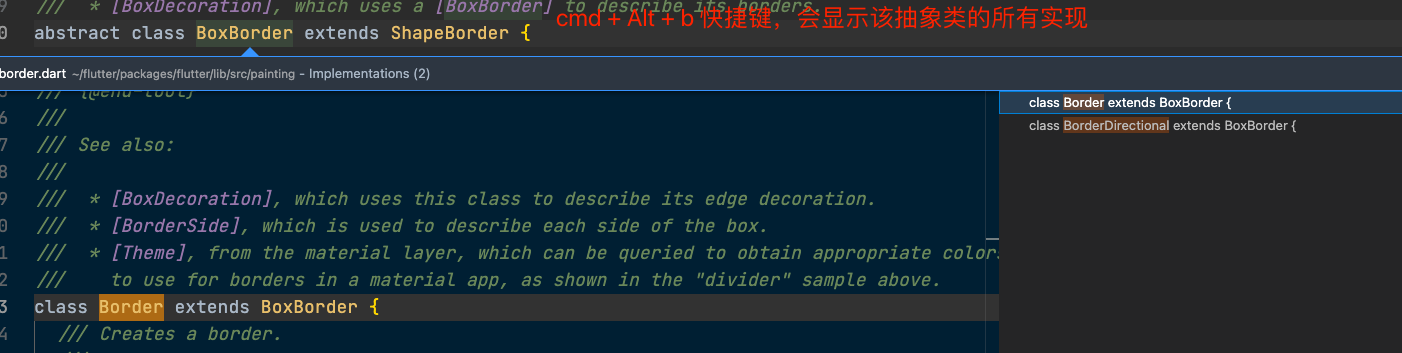 /// * [BoxDecoration], which uses a [BoxBorder] to describe its borders.
abstract class BoxBorder extends ShapeBorder {
cmd + Alt + b 快捷键，会显示该抽象类的所有实现
border.dart ~/flutter/packages/flutter/lib/src/painting - Implementations (2)
/// {@end-tool}
6 ///
7 /// See also:
8 ///
9 /// * [BoxDecoration], which uses this class to describe its edge decoration.
0 /// * [BorderSide], which is used to describe each side of the box.
1 /// * [Theme], from the material layer, which can be queried to obtain appropriate colors
2 /// to use for borders in a material app, as shown in the "divider" sample above.
3 class Border extends BoxBorder {
4 /// Creates a border.
class Border extends BoxBorder {
class BorderDirectional extends BoxBorder {